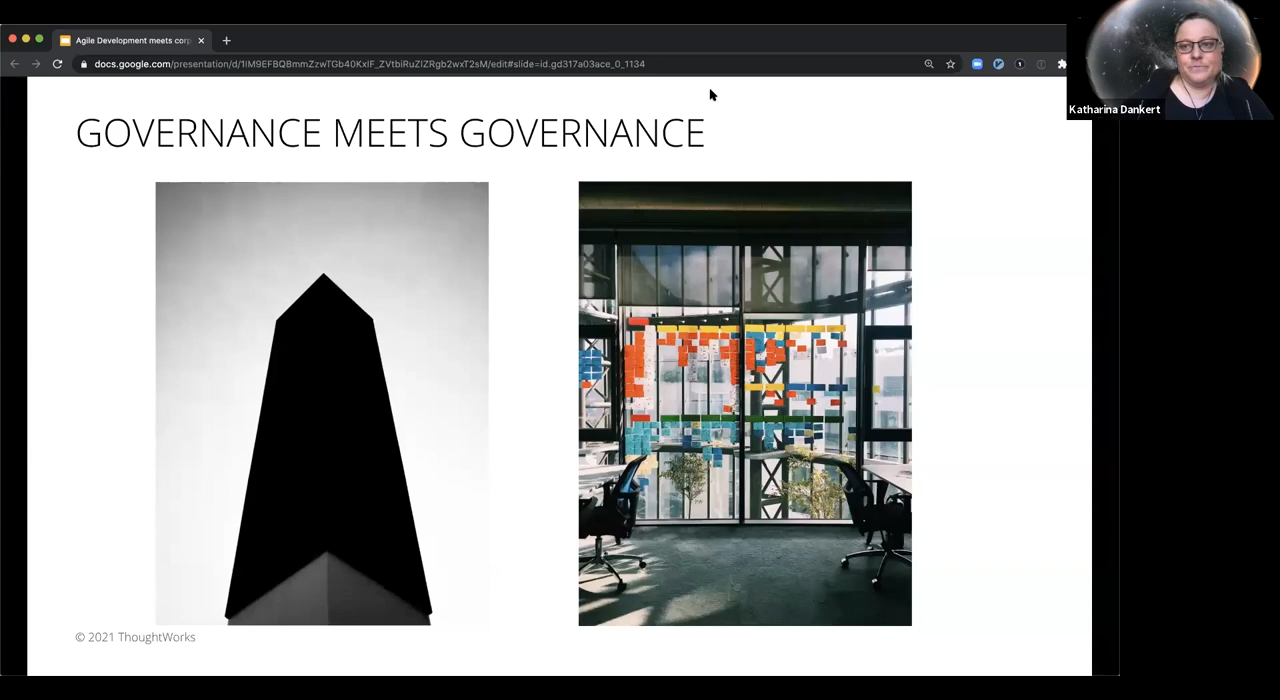 Agile Development meets corp
docs.google.com/presentation/d/1lM9EFBQBmmZzwTGb40KxIF_ZVtbiRuZlZRgb2wxT2sM/edit#slide=id.gd317a03ace_0_1134
Katharina Dankert
GOVERNANCE MEETS GOVERNANCE
© 2021 ThoughtWorks